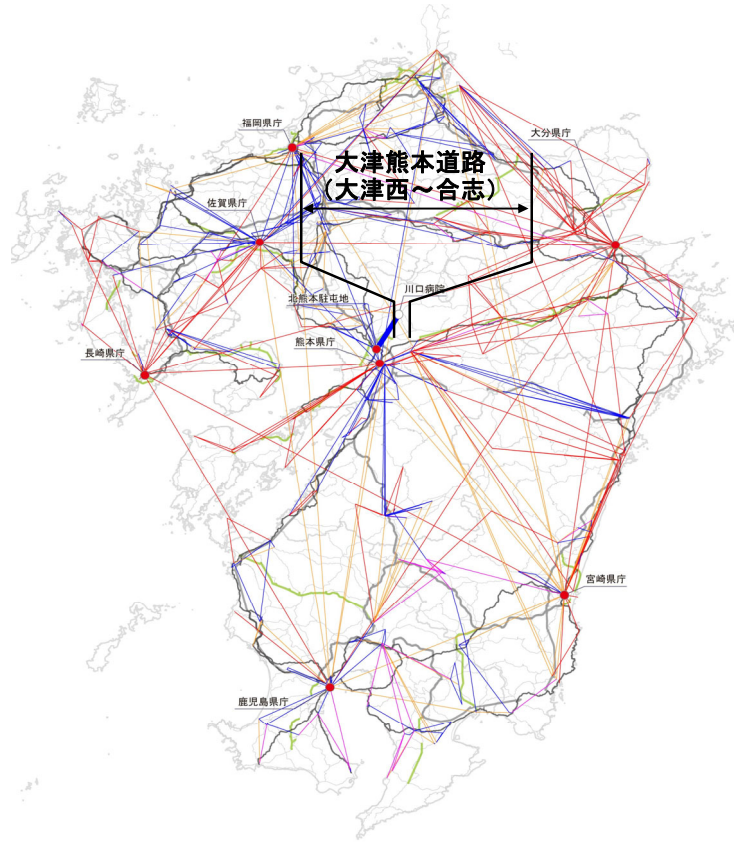 福岡県庁
大分県庁
大津熊本道路
（大津西～合志）
佐賀県庁
川口病院
北熊本駐屯地
熊本県庁
長崎県庁
宮崎県庁
鹿児島県庁